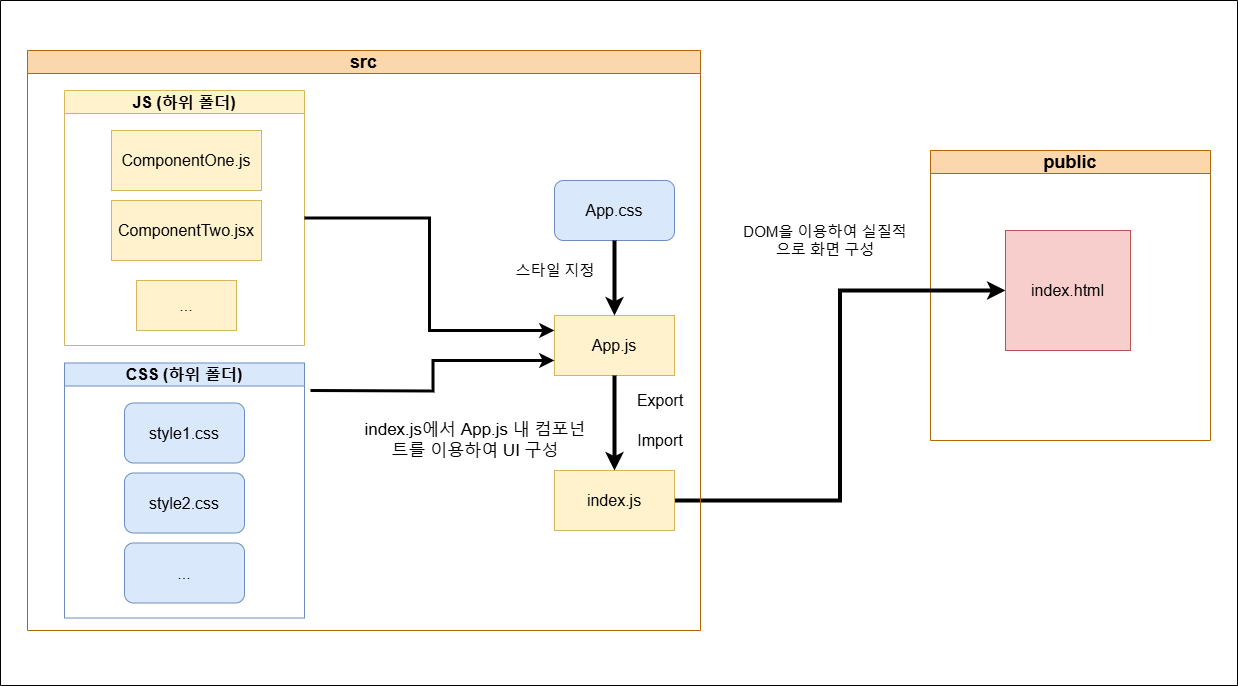 src
JS (하위 폴더)
ComponentOne.js
ComponentTwo.jsx
...
CSS (하위 폴더)
style1.css
style2.css
...
App.css
스타일 지정
App.js
Export
Import
index.js에서 App.js 내 컴포넌
트를 이용하여 UI 구성
index.js
DOM을 이용하여 실질적
으로 화면 구성
public
index.html